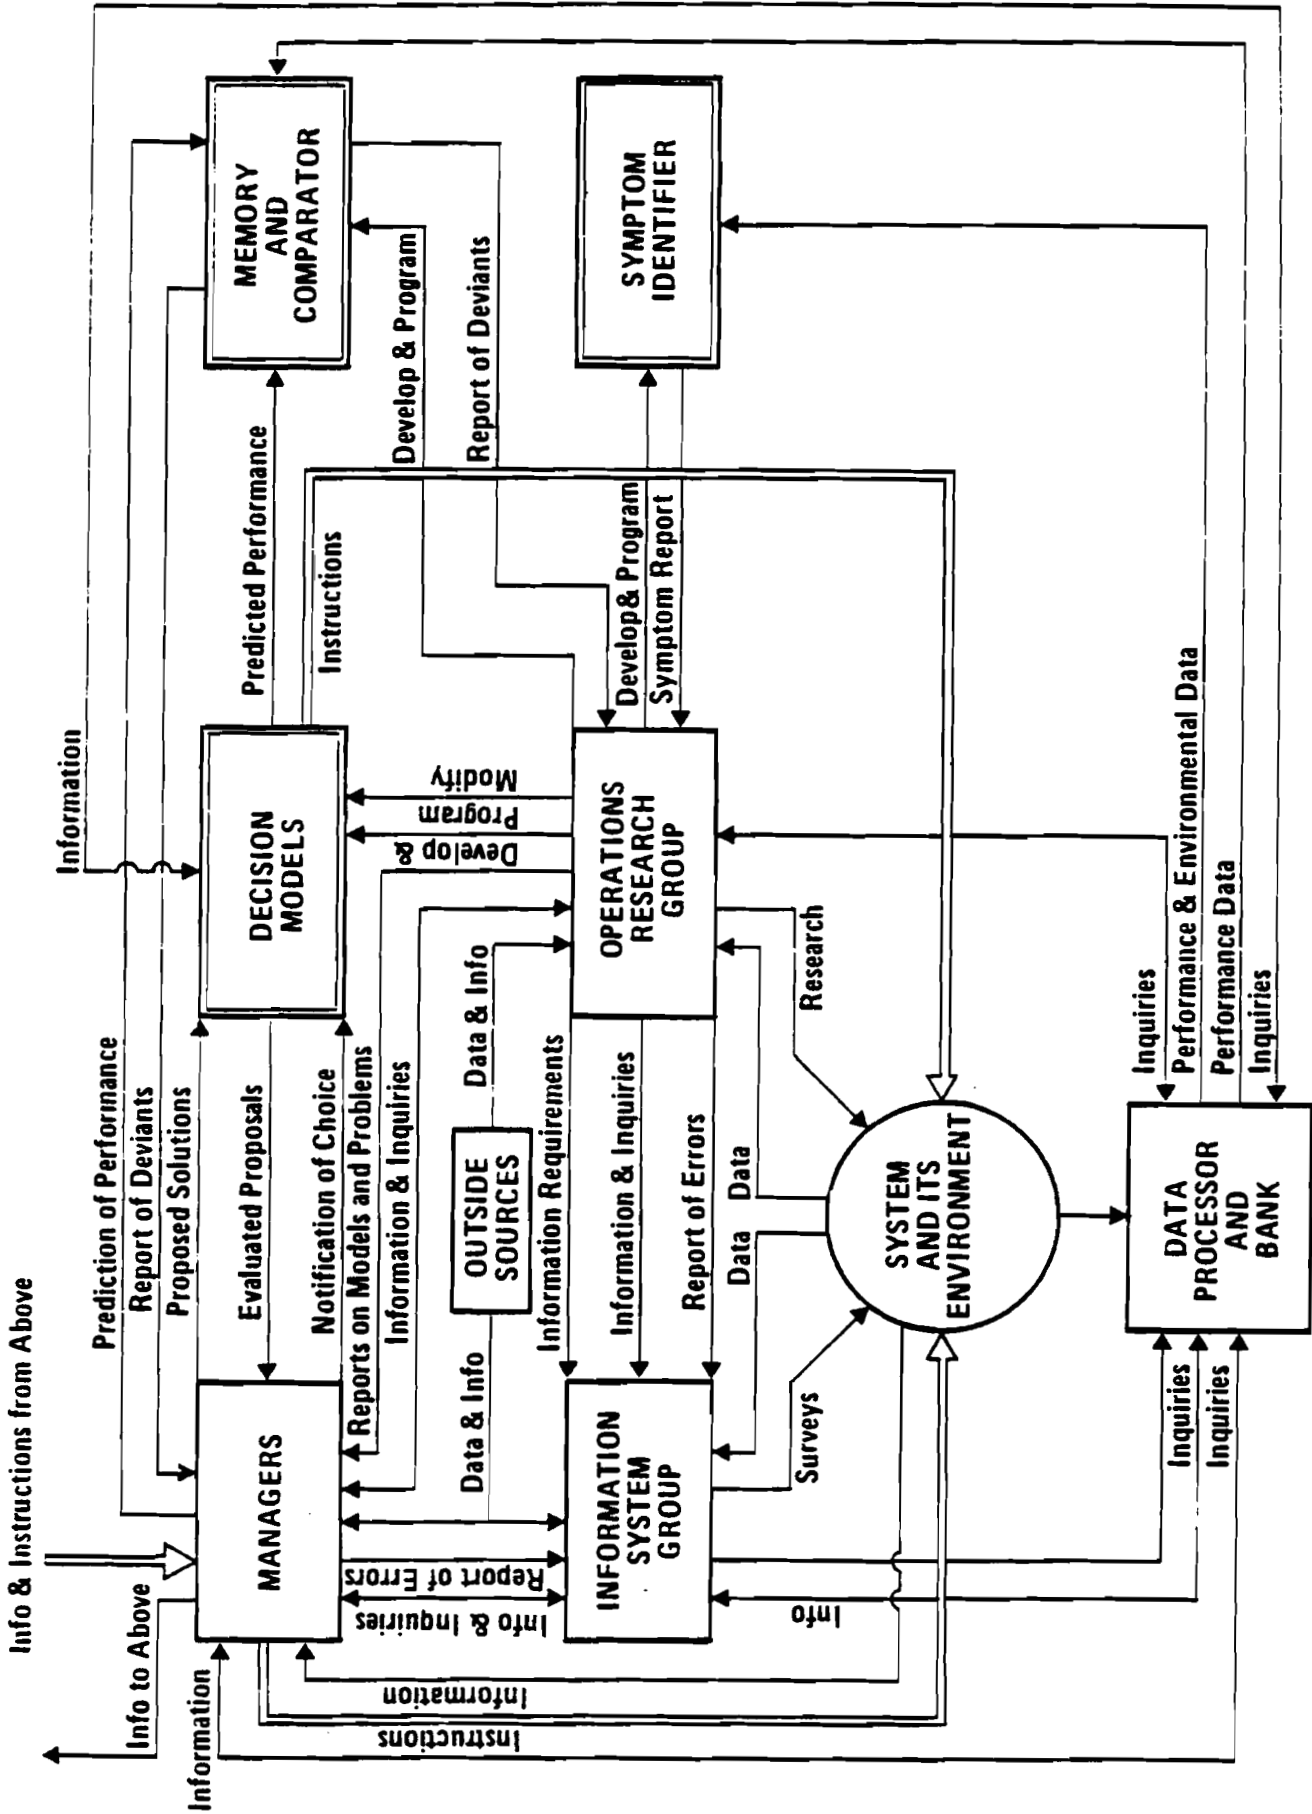 Info & Instructions from Above
Info to Above
Information
Prediction of Performance
Report of Deviants
Proposed Solutions
Information
MANAGERS
Evaluated Proposals
DECISION
MODELS
Predicted Performance
MEMORY
AND
COMPARATOR
Instructions
Notification of Choice
Reports on Models and Problems
Information & Inquiries
Instructions
Information
Info & Inquiries
Report of Errors
Develop &
Program
Modify
Develop & Program
Report of Deviants
Data & Info
OUTSIDE
SOURCES
Data & Info
Information Requirements
Information & Inquiries
Report of Errors
INFORMATION
SYSTEM
GROUP
OPERATIONS
RESEARCH
GROUP
Develop & Program
Symptom Report
SYMPTOM
IDENTIFIER
Data
Data
Surveys
Research
Info
SYSTEM
AND ITS
ENVIRONMENT
Inquiries
Inquiries
DATA
PROCESSOR
AND
BANK
Inquiries
Performance & Environmental Data
Performance Data
Inquiries